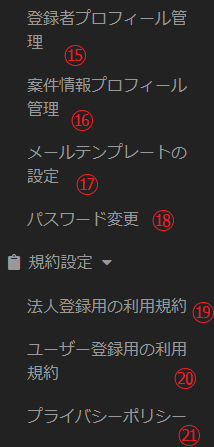 登録者プロフィール管
理 ⑮
案件情報プロフィール
管理 ⑯
メールテンプレートの
設定 ⑰
パスワード変更 ⑱
規約設定
法人登録用の利用規約 ⑲
ユーザー登録用の利用
規約 ⑳
プライバシーポリシー ㉑